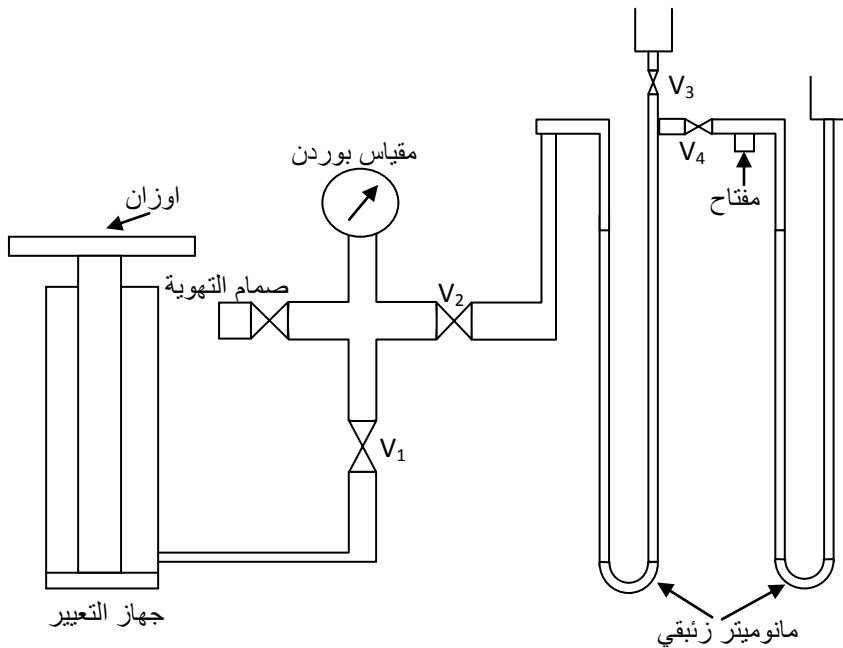 V₃
مقياس بوردن
V₄
اوزان
مفتاح
صمام التهوية
V₂
V₁
جهاز التعيير
مانوميتر زئبقي